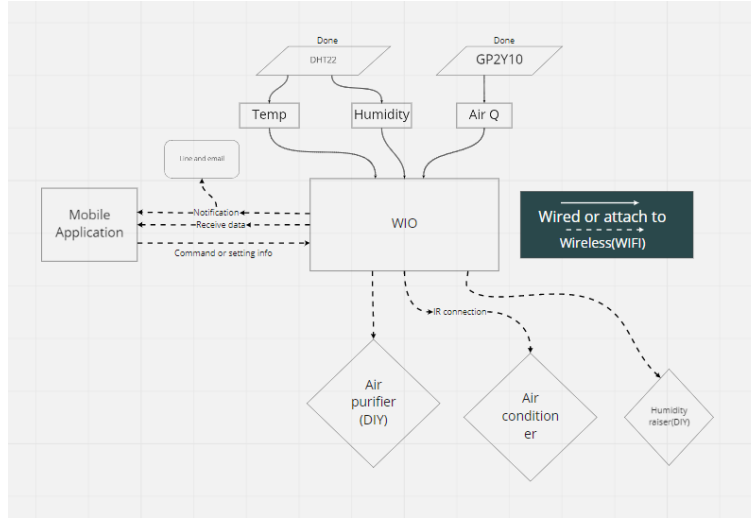 Done
Done
DHT22
GP2Y10
Temp
Humidity
Air Q
Line and email
Mobile
Application
Notification
Receive data
Command or setting info
WIO
Wired or attach to
Wireless(WIFI)
IR connection
Air
purifier
(DIY)
Air
condition
er
Humidity
raiser(DIY)